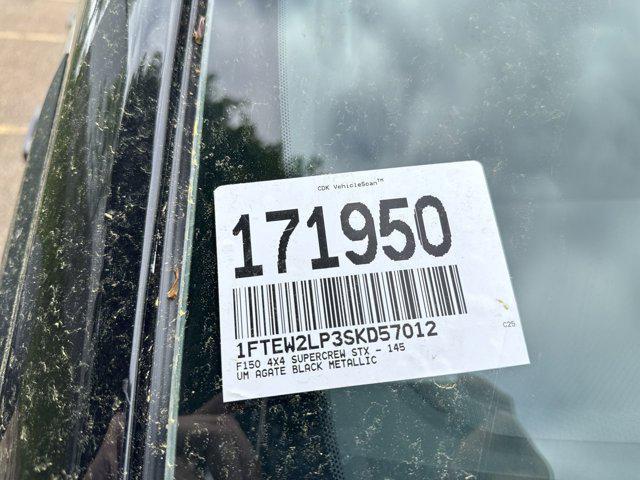 CDK VehicleScan™
171950
1FTEW2LP3SKD57012
F150 4X4 SUPERCREW STX - 145
UM AGATE BLACK METALLIC
C25